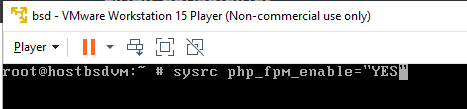 bsd - VMware Workstation 15 Player (Non-commercial use only)
Player
root@hostbsdvm:~ # sysrc php_fpm_enable="YES"